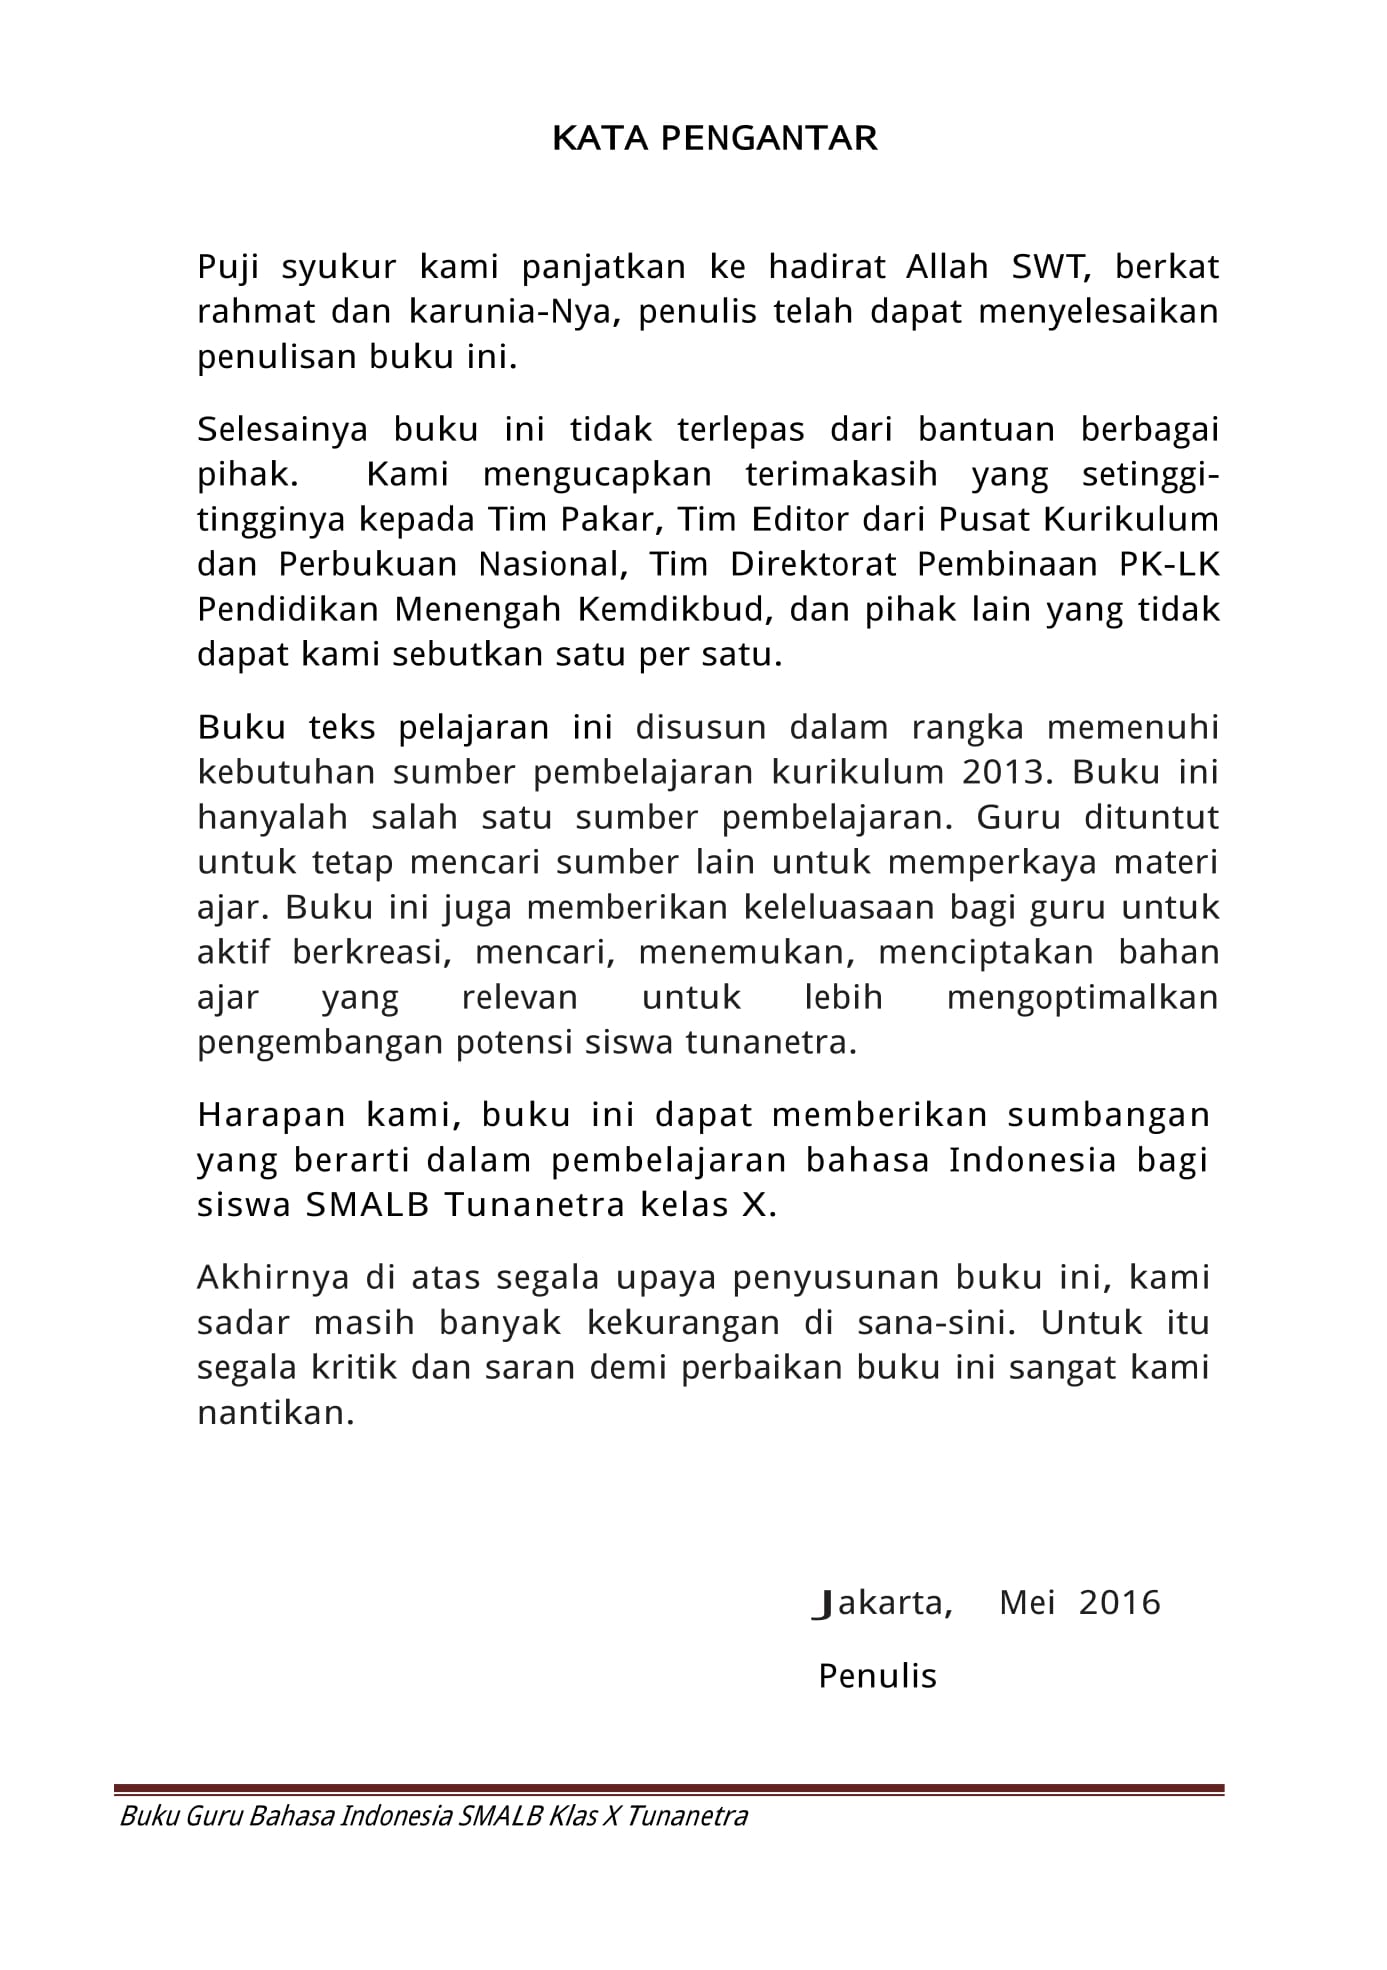 KATA PENGANTAR
Puji syukur kami panjatkan ke hadirat Allah SWT, berkat
rahmat dan karunia-Nya, penulis telah dapat menyelesaikan
penulisan buku ini.
Selesainya buku ini tidak terlepas dari bantuan berbagai
pihak. Kami mengucapkan terimakasih yang setinggi-
tingginya kepada Tim Pakar, Tim Editor dari Pusat Kurikulum
dan Perbukuan Nasional, Tim Direktorat Pembinaan PK-LK
Pendidikan Menengah Kemdikbud, dan pihak lain yang tidak
dapat kami sebutkan satu per satu.
Buku teks pelajaran ini disusun dalam rangka memenuhi
kebutuhan sumber pembelajaran kurikulum 2013. Buku ini
hanyalah salah satu sumber pembelajaran. Guru dituntut
untuk tetap mencari sumber lain untuk memperkaya materi
ajar. Buku ini juga memberikan keleluasaan bagi guru untuk
aktif berkreasi, mencari, menemukan, menciptakan bahan
ajar yang relevan untuk lebih mengoptimalkan
pengembangan potensi siswa tunanetra.
Harapan kami, buku ini dapat memberikan sumbangan
yang berarti dalam pembelajaran bahasa Indonesia bagi
siswa SMALB Tunanetra kelas X.
Akhirnya di atas segala upaya penyusunan buku ini, kami
sadar masih banyak kekurangan di sana-sini. Untuk itu
segala kritik dan saran demi perbaikan buku ini sangat kami
nantikan.
Jakarta, Mei 2016
Penulis
Buku Guru Bahasa Indonesia SMALB Klas X Tunanetra